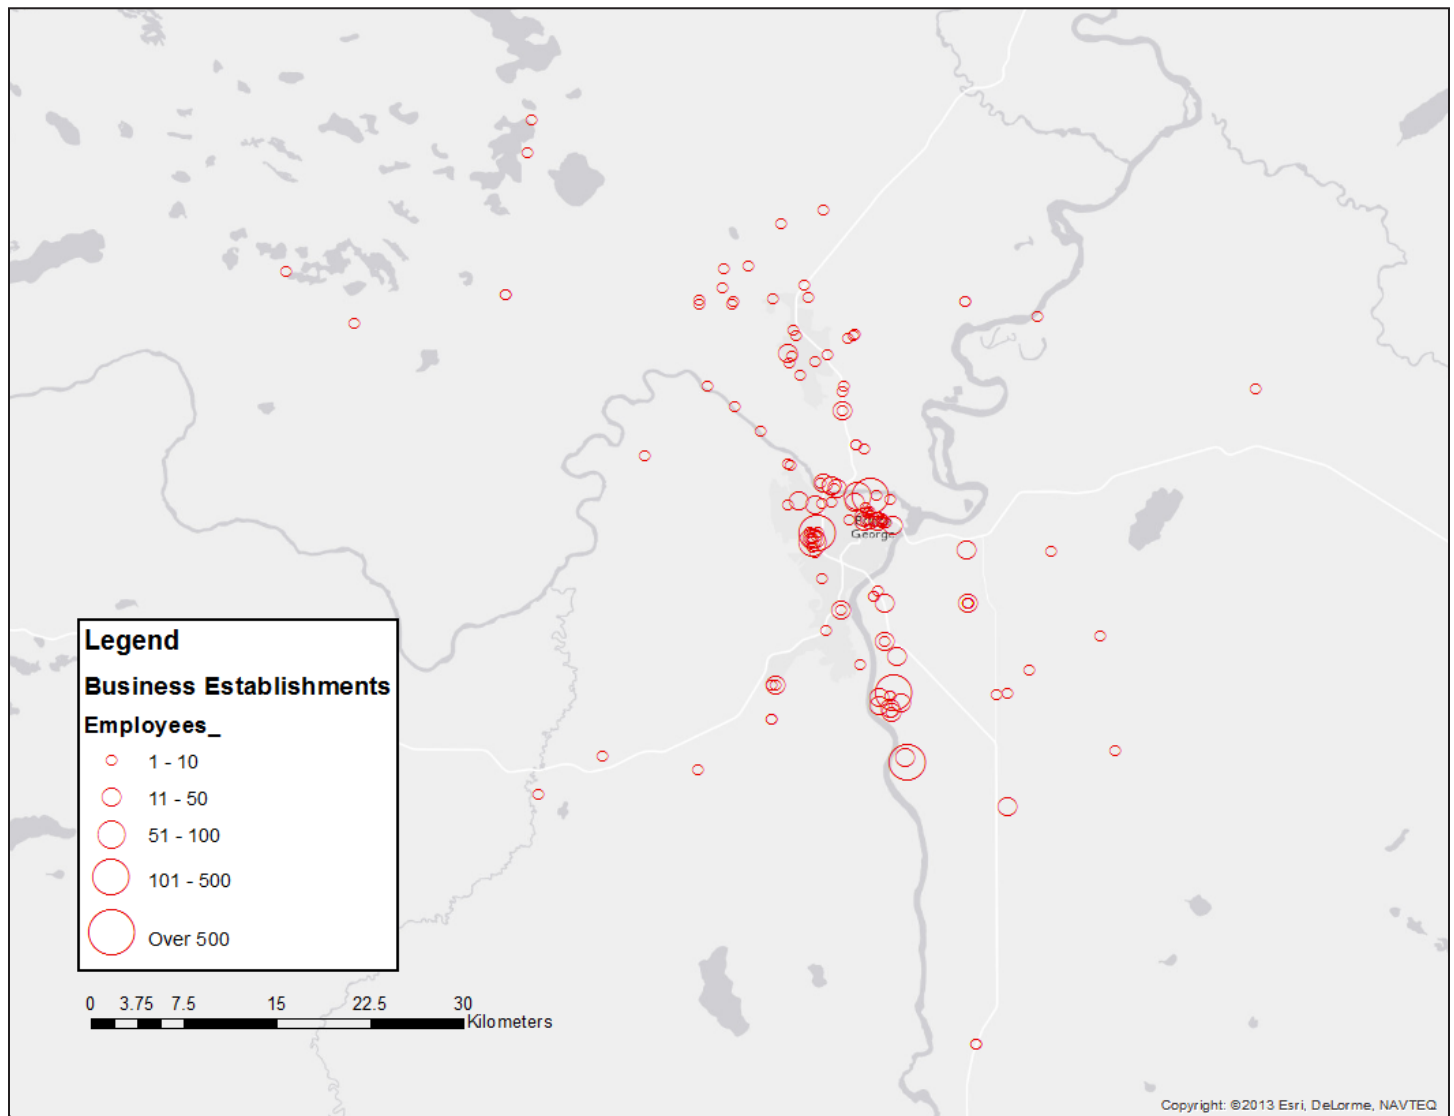 George
Legend
Business Establishments
Employees_
1 - 10
11 - 50
51 - 100
101 - 500
Over 500
0 3.75 7.5 15 22.5 30
Kilometers
Copyright: ©2013 Esri, DeLorme, NAVTEQ